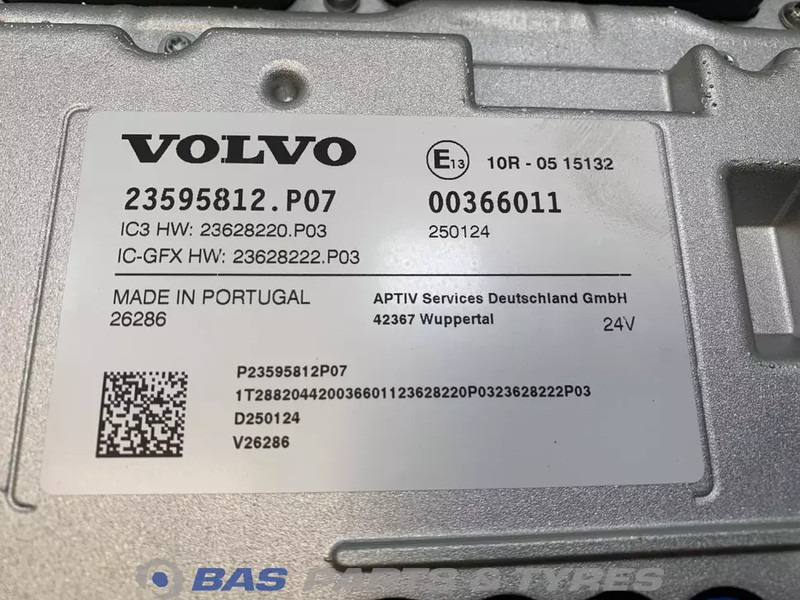 VOLVO E13 10R - 05 15132
23595812.P07 00366011
IC3 HW: 23628220.P03 250124
IC-GFX HW: 23628222.P03
MADE IN PORTUGAL APTIV Services Deutschland GmbH
26286 42367 Wuppertal 24V
P23595812P07
1T288204420036601123628220P0323628222P03
D250124
V26286
BAS PARTS & TYRES